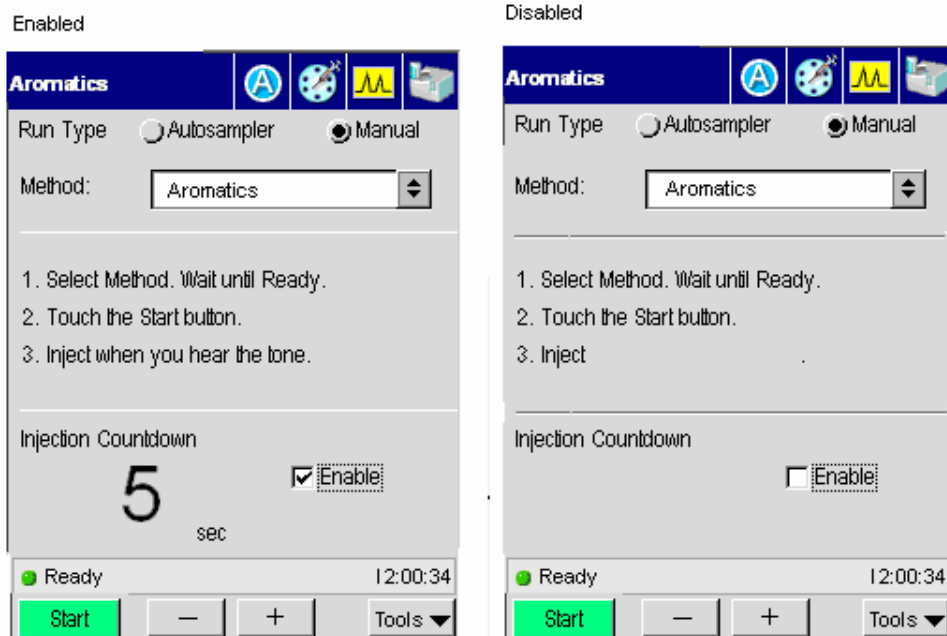 Enabled
Aromatics
A
Run Type Autosampler Manual
Method: Aromatics
1. Select Method. Wait until Ready.
2. Touch the Start button.
3. Inject when you hear the tone.
Injection Countdown
5 sec
Enable
Ready 12:00:34
Start − + Tools
Disabled
Aromatics
A
Run Type Autosampler Manual
Method: Aromatics
1. Select Method. Wait until Ready.
2. Touch the Start button.
3. Inject .
Injection Countdown
Enable
Ready 12:00:34
Start − + Tools